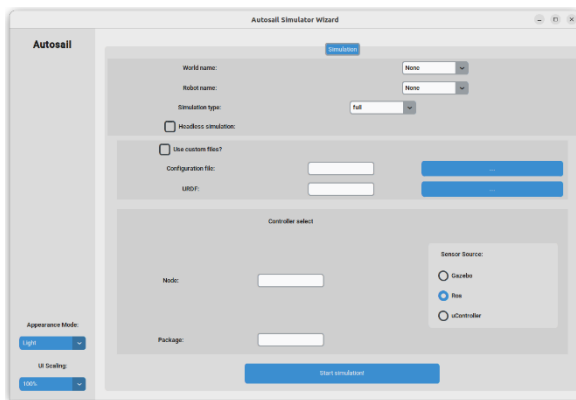 Autosail Simulator Wizard
Autosail
Simulation
World name: None
Robot name: None
Simulation type: full
Headless simulation:
Use custom files?
Configuration file: ...
URDF: ...
Controller select
Sensor Source:
Gazebo
Node:
Ros
uController
Appearance Mode:
Light
Package:
UI Scaling:
Start simulation!
100%